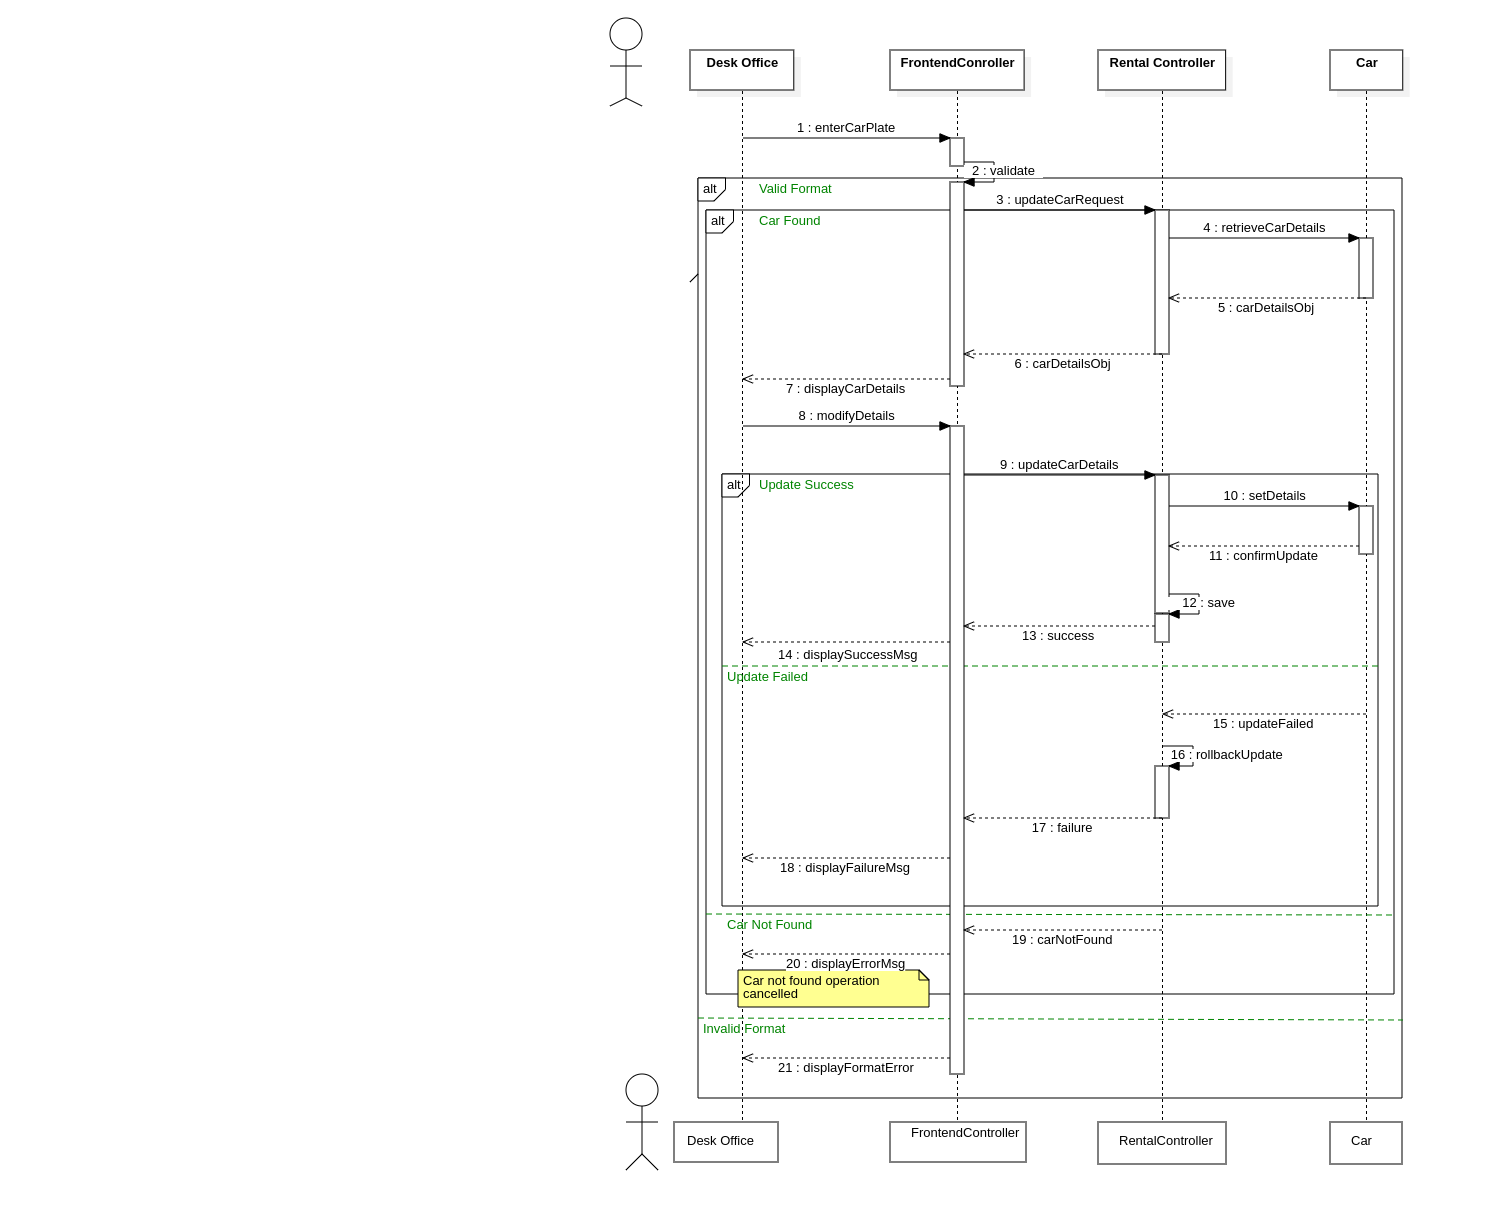 Desk Office
FrontendConroller
Rental Controller
Car
1 : enterCarPlate
2 : validate
alt
Valid Format
3 : updateCarRequest
alt
Car Found
4 : retrieveCarDetails
5 : carDetailsObj
6 : carDetailsObj
7 : displayCarDetails
8 : modifyDetails
9 : updateCarDetails
alt
Update Success
10 : setDetails
11 : confirmUpdate
12 : save
13 : success
14 : displaySuccessMsg
Update Failed
15 : updateFailed
16 : rollbackUpdate
17 : failure
18 : displayFailureMsg
Car Not Found
19 : carNotFound
20 : displayErrorMsg
Car not found operation
cancelled
Invalid Format
21 : displayFormatError
Desk Office
FrontendController
RentalController
Car